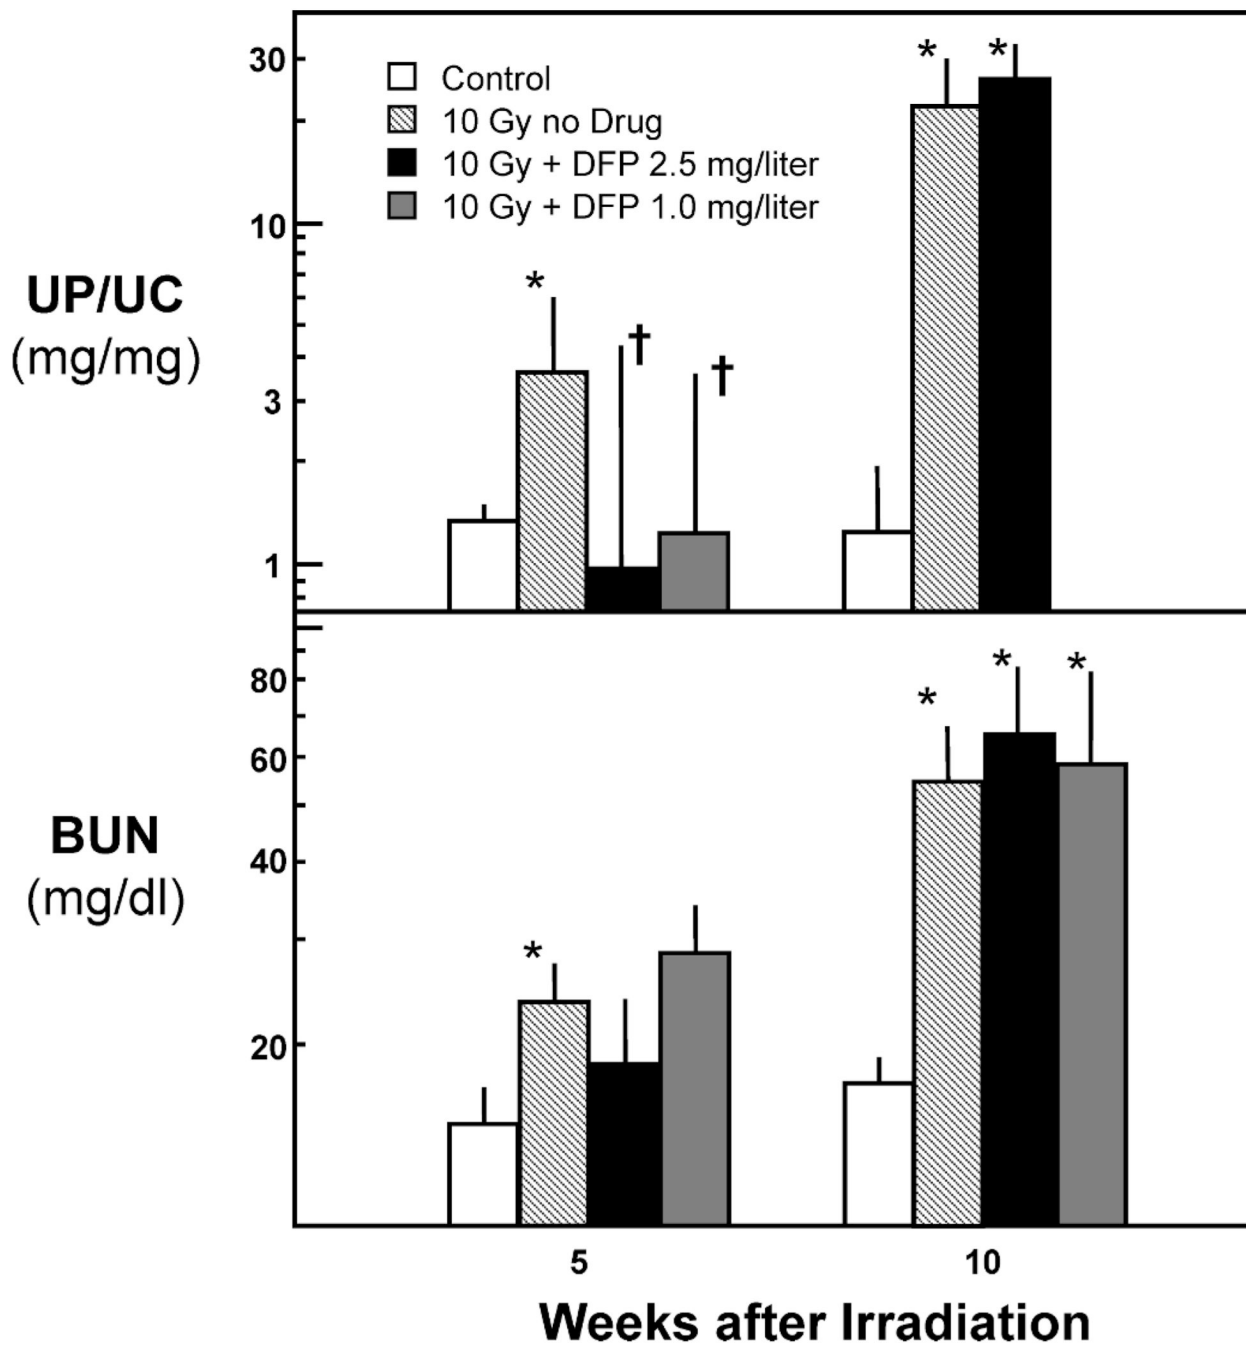 30
Control
10 Gy no Drug
10 Gy + DFP 2.5 mg/liter
10 Gy + DFP 1.0 mg/liter
* *
10
*
†
†
UP/UC
(mg/mg)
3
1
80
* * *
60
BUN
(mg/dl)
40
*
20
5 10
Weeks after Irradiation